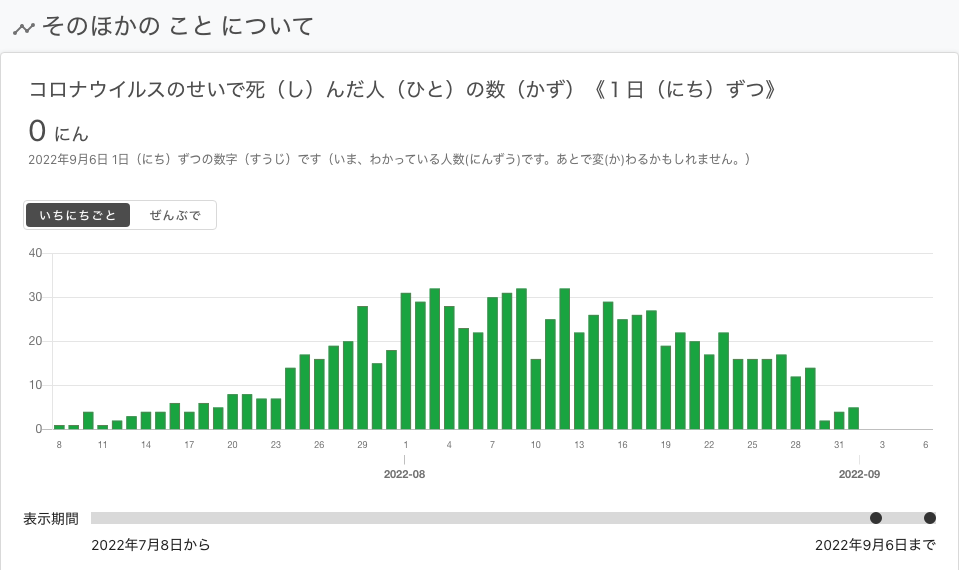 そのほかの こと について
コロナウイルスのせいで死（し）んだ人（ひと）の数（かず）《１日（にち）ずつ》
0 にん
2022年9月6日 1日（にち）ずつの数字（すうじ）です（いま、わかっている人数(にんずう)です。あとで変(か)わるかもしれません。）
いちにちごと ぜんぶで
40
30
20
10
0
8 11 14 17 20 23 26 29 1 4 7 10 13 16 19 22 25 28 31 3 6
2022-08 2022-09
表示期間
2022年7月8日から 2022年9月6日まで